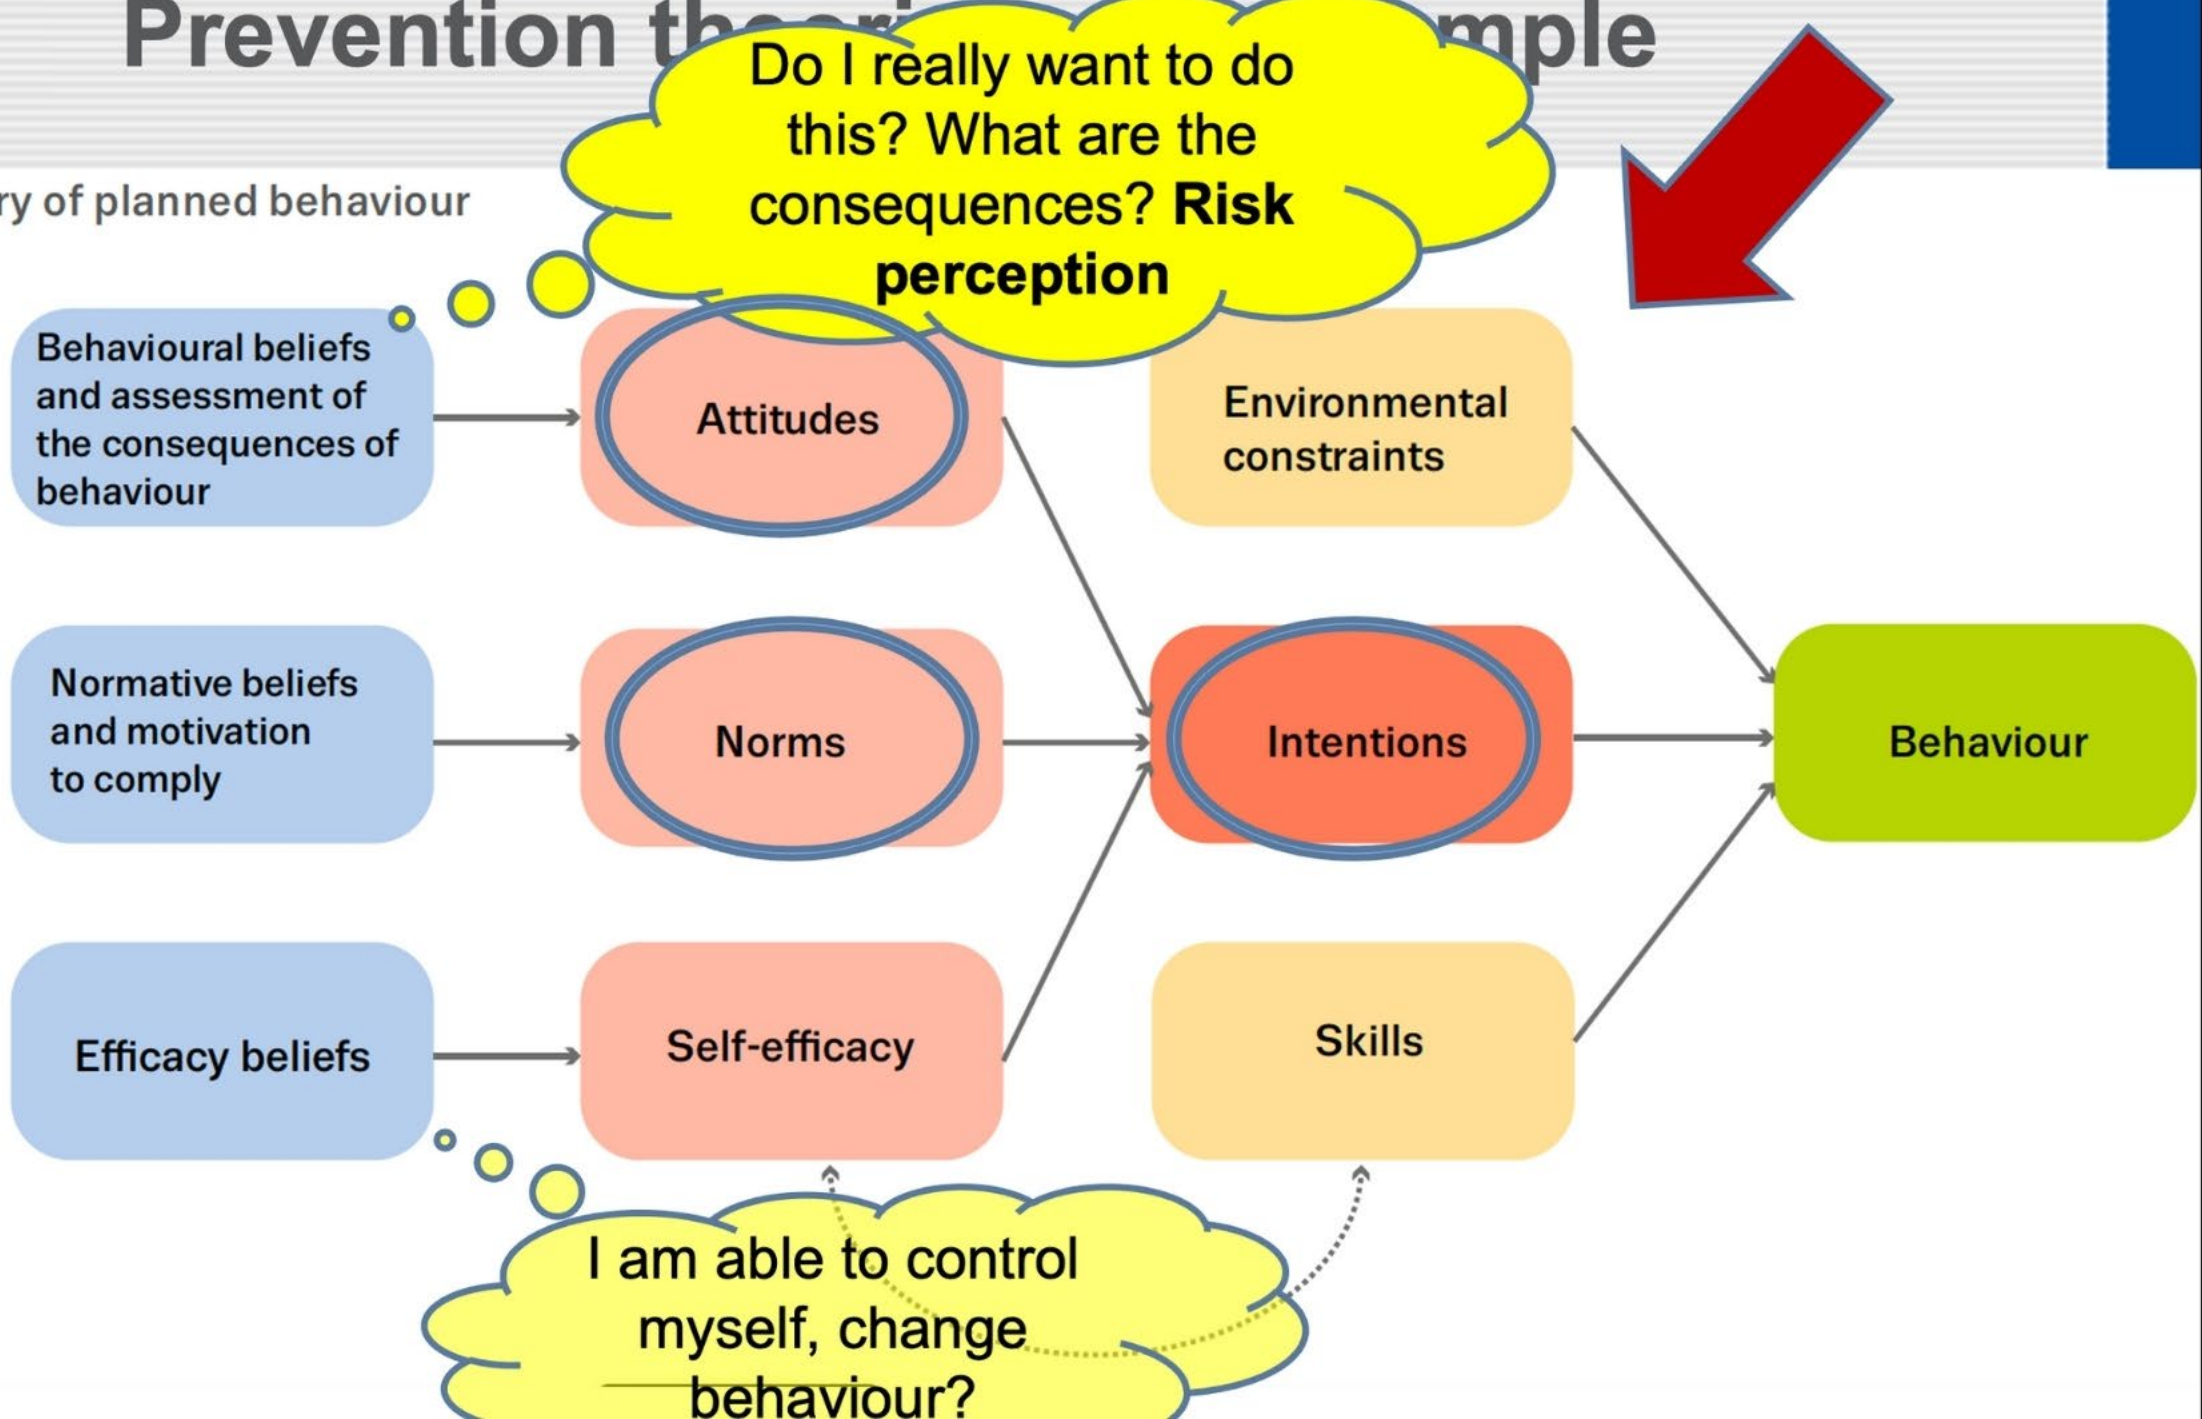 Prevention mple
Do I really want to do
this? What are the
consequences? Risk
perception
ry of planned behaviour
Behavioural beliefs
and assessment of
the consequences of
behaviour
Attitudes
Environmental
constraints
Normative beliefs
and motivation
to comply
Norms
Intentions
Behaviour
Efficacy beliefs
Self-efficacy
Skills
I am able to control
myself, change
behaviour?